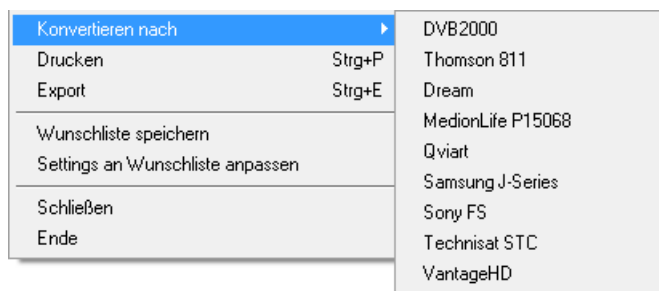 Konvertieren nach
Drucken Strg+P
Export Strg+E
Wunschliste speichern
Settings an Wunschliste anpassen
Schließen
Ende
DVB2000
Thomson 811
Dream
MedionLife P15068
Qviart
Samsung J-Series
Sony FS
Technisat STC
VantageHD